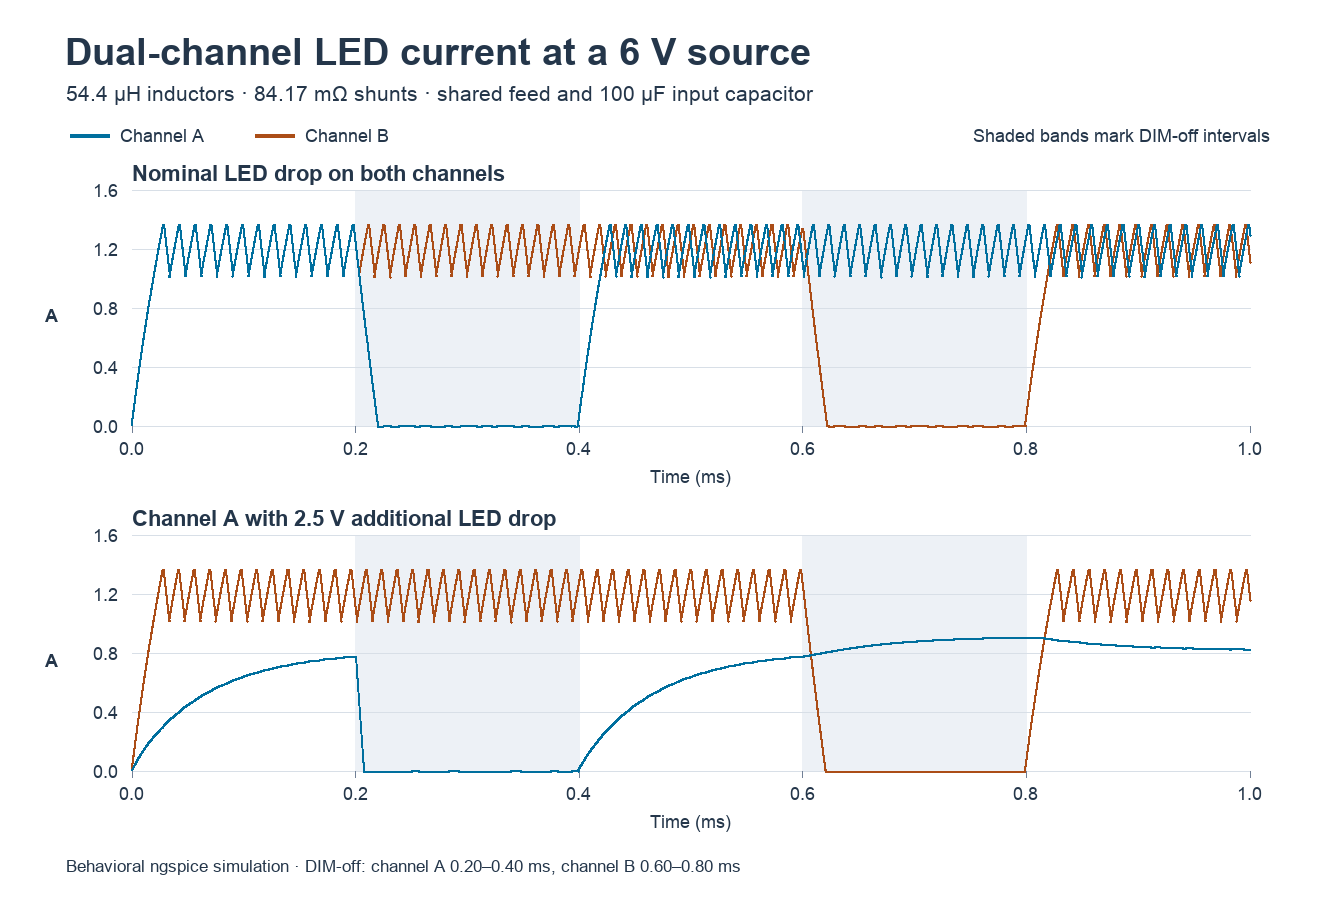 Dual-channel LED current at a 6 V source
54.4 µH inductors · 84.17 mΩ shunts · shared feed and 100 µF input capacitor
Channel A
Channel B
Shaded bands mark DIM-off intervals
Nominal LED drop on both channels
1.6
1.2
0.8
A
0.4
0.0
0.0 0.2 0.4 0.6 0.8 1.0
Time (ms)
Channel A with 2.5 V additional LED drop
1.6
1.2
0.8
A
0.4
0.0
0.0 0.2 0.4 0.6 0.8 1.0
Time (ms)
Behavioral ngspice simulation · DIM-off: channel A 0.20–0.40 ms, channel B 0.60–0.80 ms